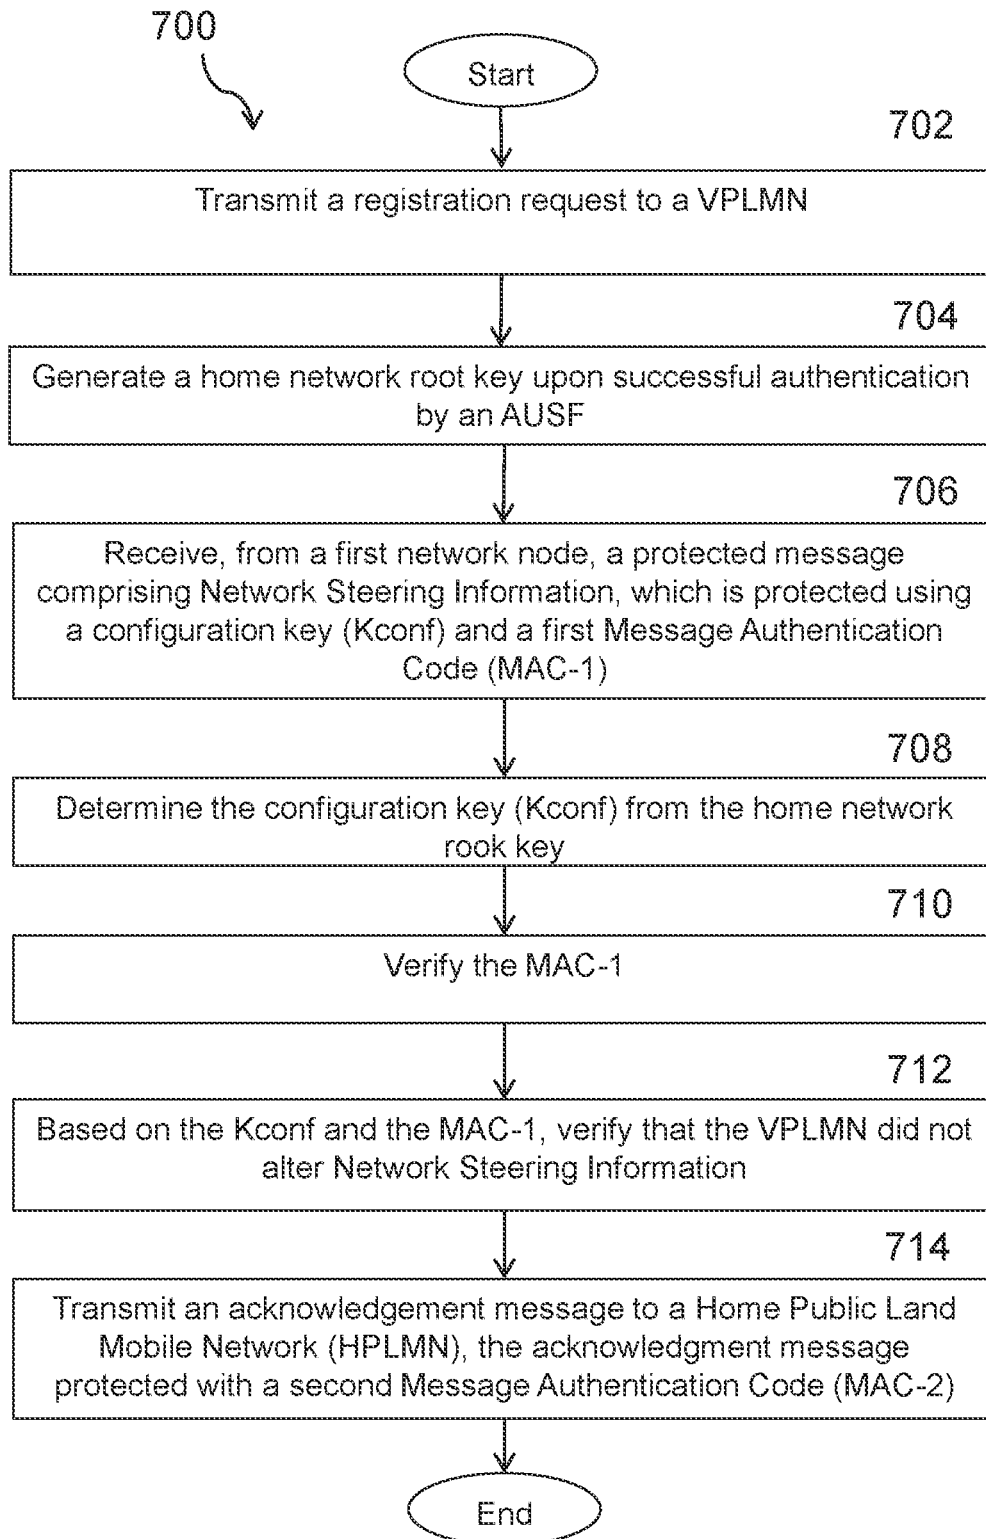 700
Start
702
Transmit a registration request to a VPLMN
704
Generate a home network root key upon successful authentication
by an AUSF
706
Receive, from a first network node, a protected message
comprising Network Steering Information, which is protected using
a configuration key (Kconf) and a first Message Authentication
Code (MAC-1)
708
Determine the configuration key (Kconf) from the home network
rook key
710
Verify the MAC-1
712
Based on the Kconf and the MAC-1, verify that the VPLMN did not
alter Network Steering Information
714
Transmit an acknowledgement message to a Home Public Land
Mobile Network (HPLMN), the acknowledgment message
protected with a second Message Authentication Code (MAC-2)
End